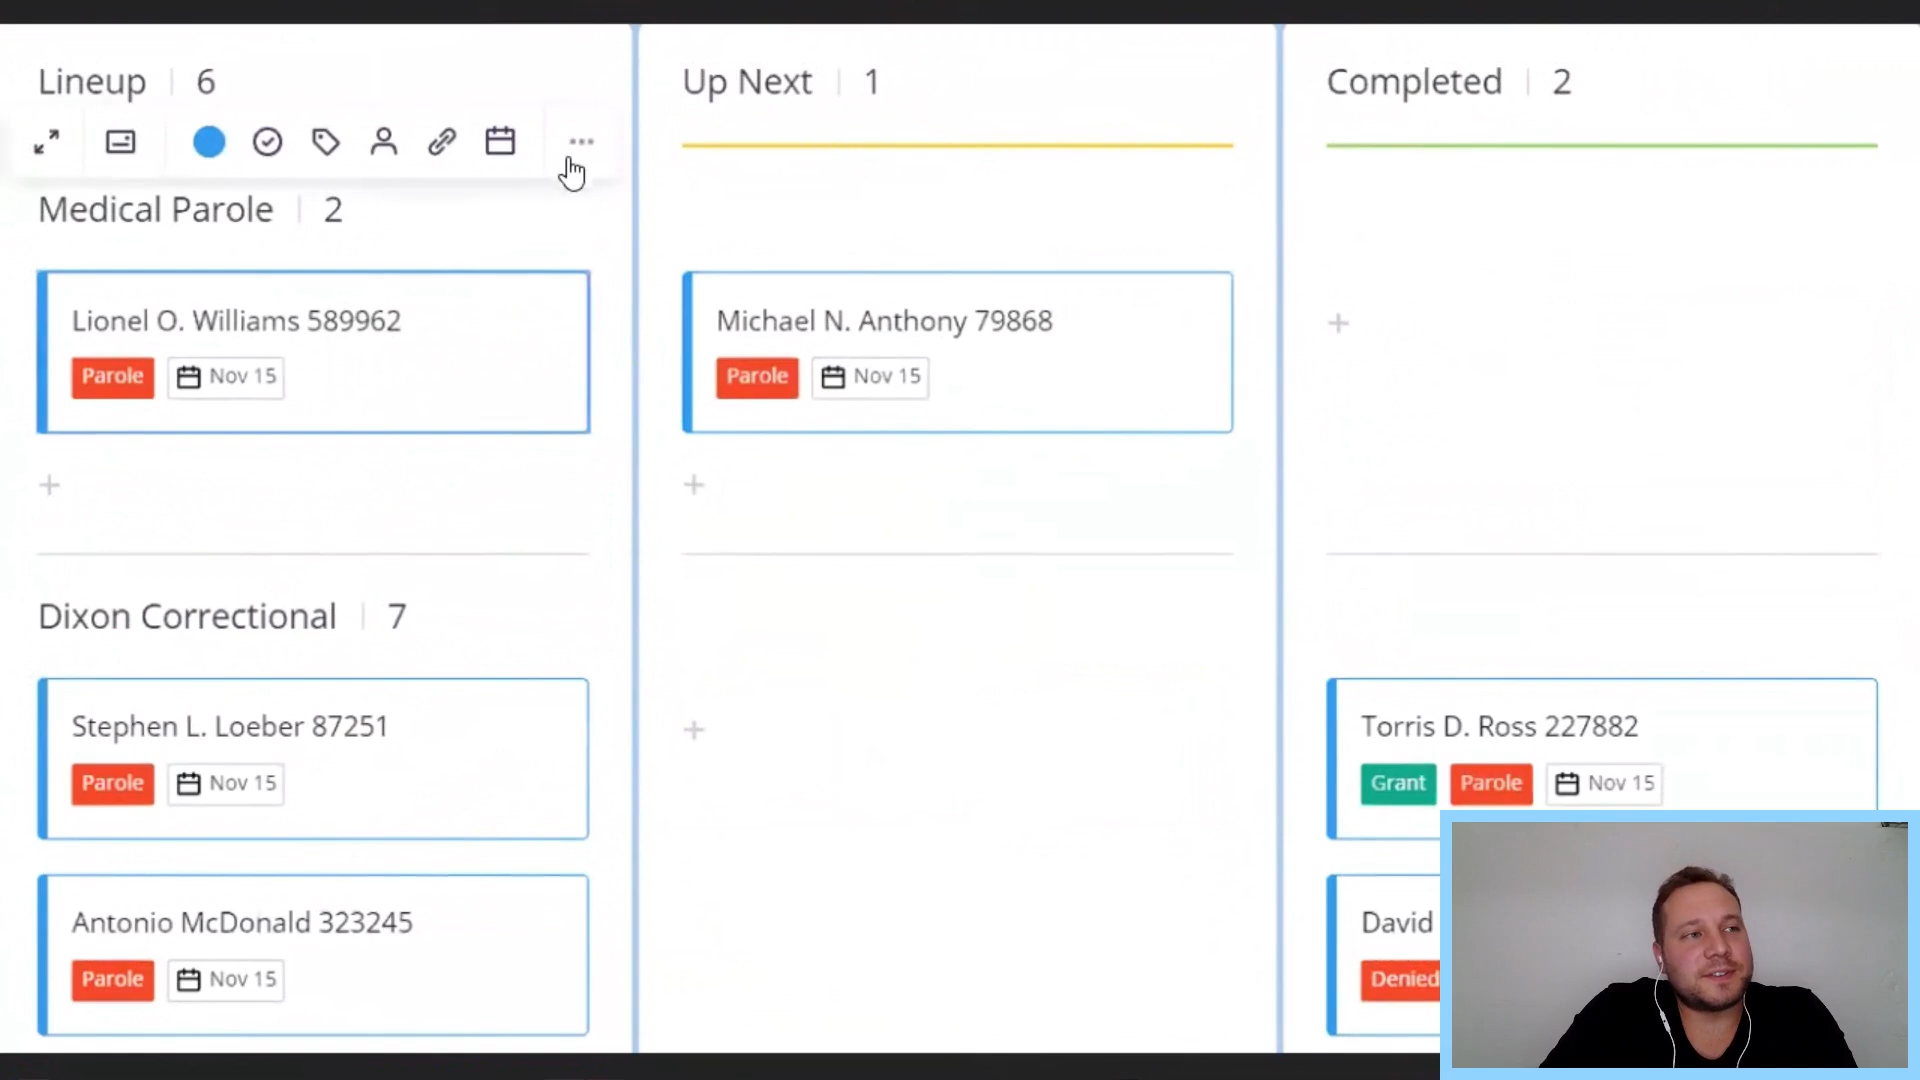 Lineup 6
Up Next 1
Completed 2
Medical Parole 2
Lionel O. Williams 589962
Parole Nov 15
Michael N. Anthony 79868
Parole Nov 15
Dixon Correctional 7
Stephen L. Loeber 87251
Parole Nov 15
Torris D. Ross 227882
Grant Parole Nov 15
Antonio McDonald 323245
Parole Nov 15
David
Denied